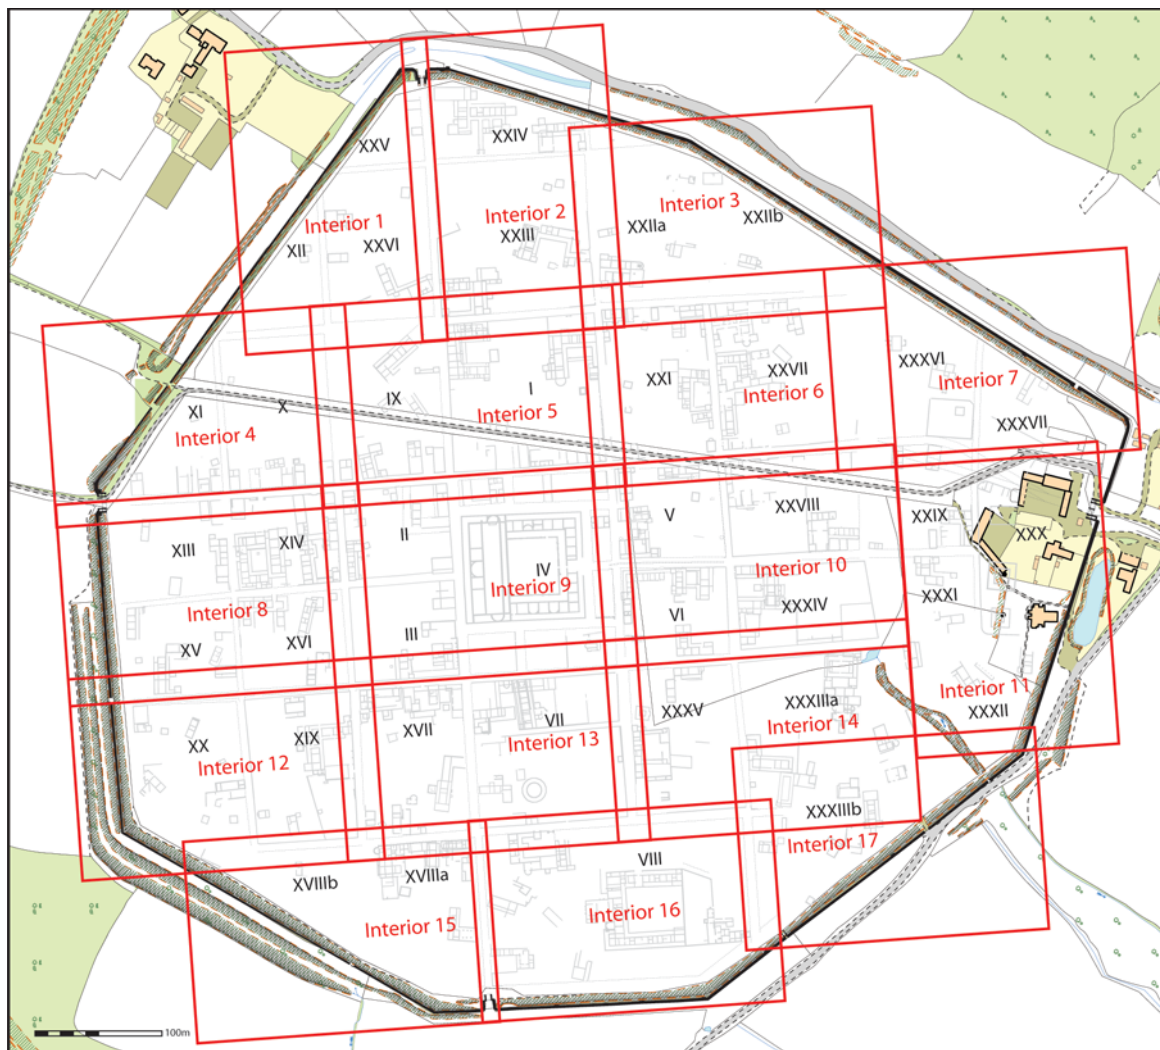 XXIV
XXV
Interior 3
Interior 2
Interior 1
XXIIb
XXIIa
XXIII
XXVI
XII
XXXVI
XXVII
Interior 7
XXI
Interior 6
I
IX
Interior 5
X
XI
XXXVII
Interior 4
XXVIII
V
XXIX
II
XXX
XIV
XIII
IV
Interior 10
Interior 9
XXXI
XXXIV
Interior 8
VI
III
XVI
XV
Interior 11
XXXIIIa
XXXII
XXXV
VII
Interior 14
XVII
XIX
Interior 13
XX
Interior 12
XXXIIIb
Interior 17
VIII
XVIIIa
XVIIIb
Interior 16
Interior 15
100m